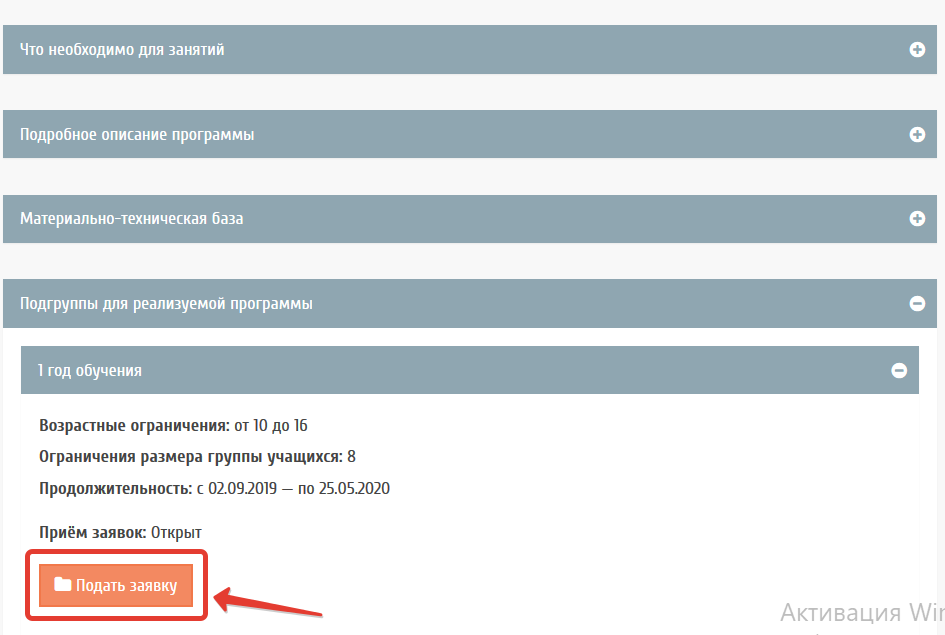 Что необходимо для занятий
Подробное описание программы
Материально-техническая база
Подгруппы для реализуемой программы
1 год обучения
Возрастные ограничения: от 10 до 16
Ограничения размера группы учащихся: 8
Продолжительность: с 02.09.2019 — по 25.05.2020
Приём заявок: Открыт
Подать заявку
Активация Win